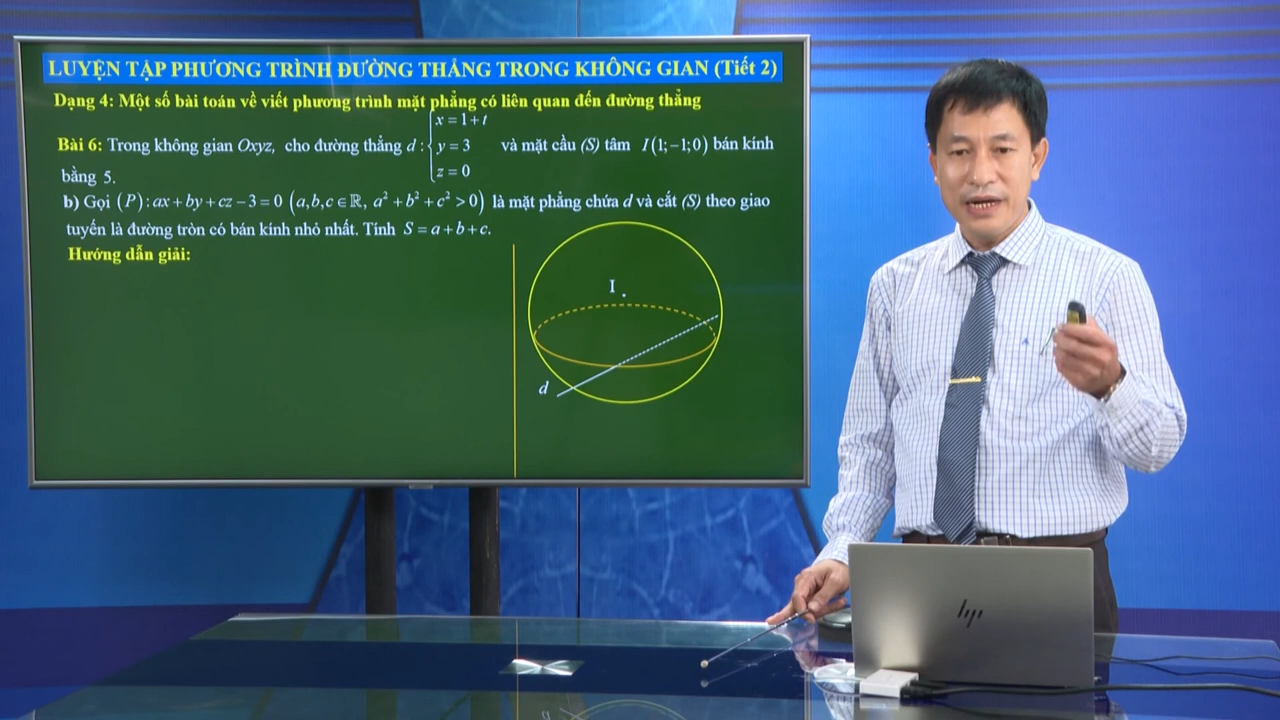 LUYỆN TẬP PHƯƠNG TRÌNH ĐƯỜNG THẲNG TRONG KHÔNG GIAN (Tiết 2)
Dạng 4: Một số bài toán về viết phương trình mặt phẳng có liên quan đến đường thẳng
x = 1 + t
Bài 6: Trong không gian Oxyz, cho đường thẳng d : { y = 3 và mặt cầu (S) tâm I(1;−1;0) bán kính
z = 0
bằng 5.
b) Gọi (P): ax + by + cz − 3 = 0 (a,b,c ∈ ℝ, a² + b² + c² > 0) là mặt phẳng chứa d và cắt (S) theo giao
tuyến là đường tròn có bán kính nhỏ nhất. Tính S = a + b + c.
Hướng dẫn giải:
I
d
hp